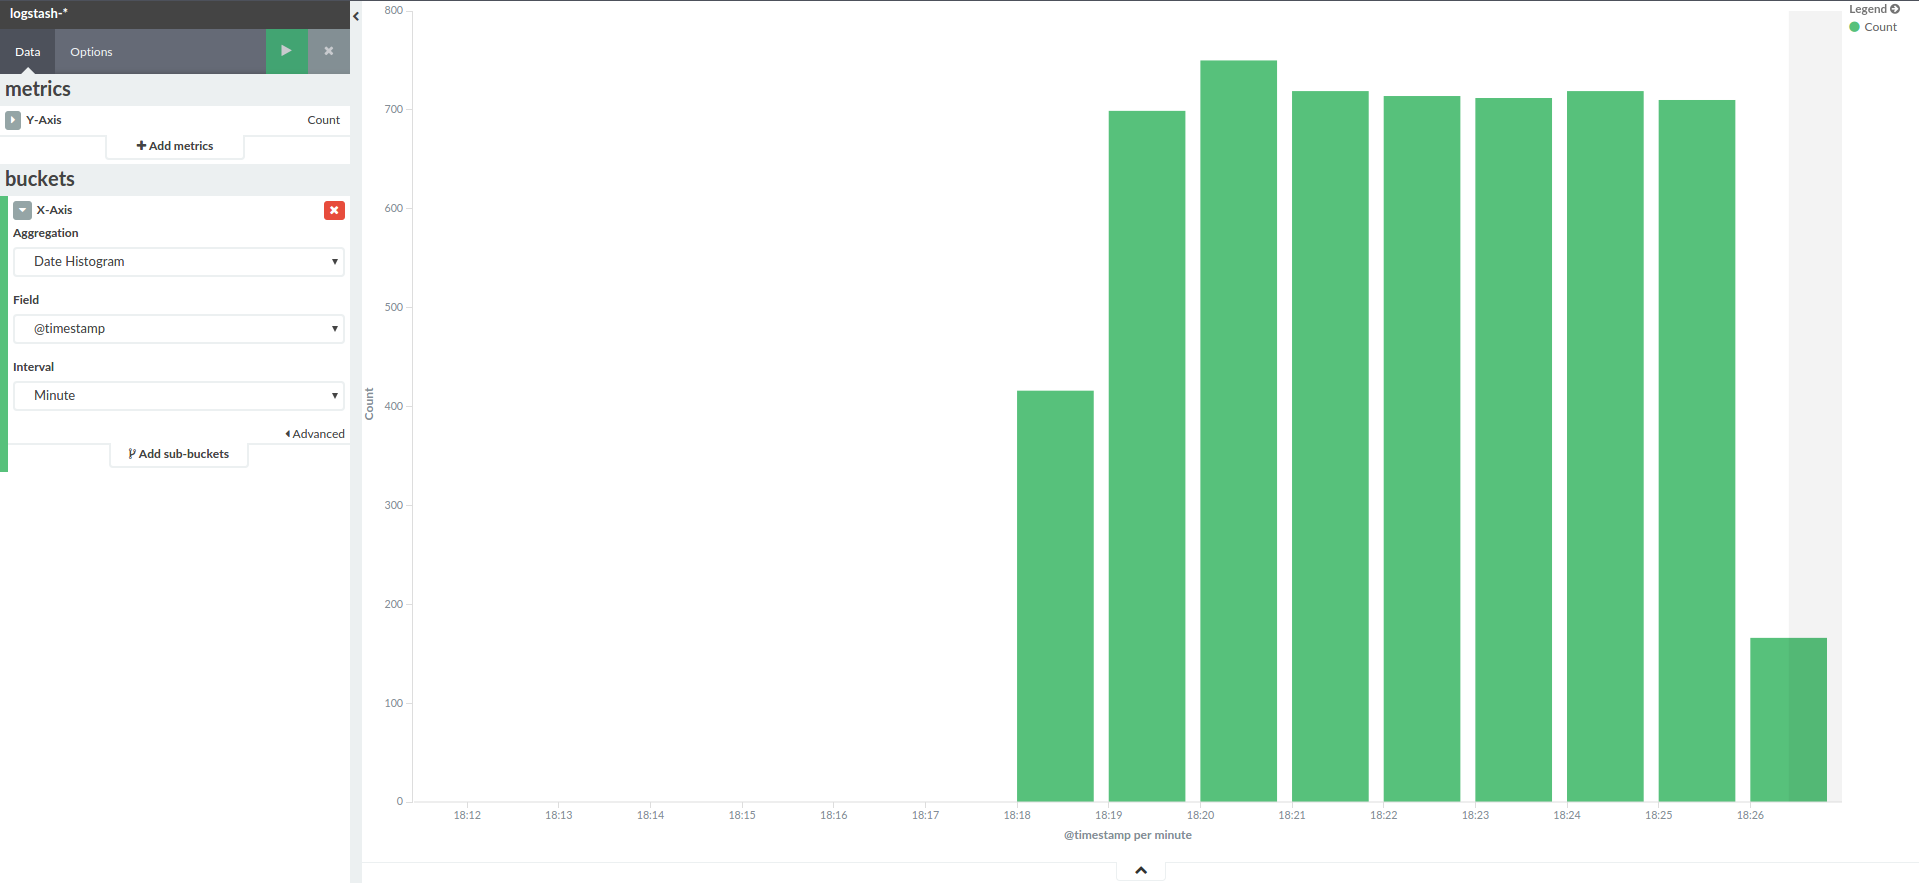 logstash-*
Data Options
metrics
Y-Axis Count
Add metrics
buckets
X-Axis
Aggregation
Date Histogram
Field
@timestamp
Interval
Minute
Advanced
Add sub-buckets
Count
800
700
600
500
400
300
200
100
0
18:12 18:13 18:14 18:15 18:16 18:17 18:18 18:19 18:20 18:21 18:22 18:23 18:24 18:25 18:26
@timestamp per minute
Legend
Count